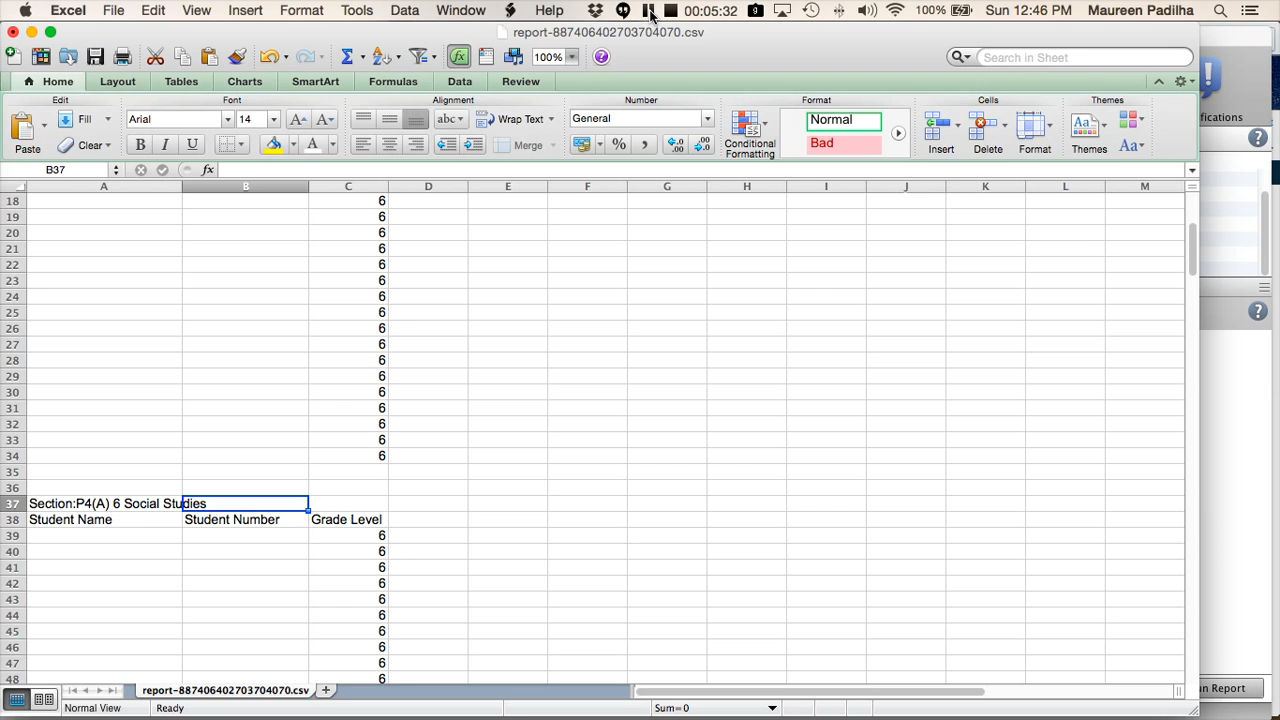 Excel File Edit View Insert Format Tools Data Window Help 00:05:32 g 100% Sun 12:46 PM Maureen Padilha
report-887406402703704070.csv
100% Search in Sheet
Home Layout Tables Charts SmartArt Formulas Data Review
Edit Font Alignment Number Format Cells Themes
Fill Arial 14 abc Wrap Text General Normal
Paste Clear B I U A Merge % , Conditional Formatting Bad Insert Delete Format Themes Aa
B37 fx
A B C D E F G H I J K L M
18 6
19 6
20 6
21 6
22 6
23 6
24 6
25 6
26 6
27 6
28 6
29 6
30 6
31 6
32 6
33 6
34 6
35
36
37 Section:P4(A) 6 Social Studies
38 Student Name Student Number Grade Level
39 6
40 6
41 6
42 6
43 6
44 6
45 6
46 6
47 6
48 6
report-887406402703704070.csv
Normal View Ready Sum=0
ifications
un Report